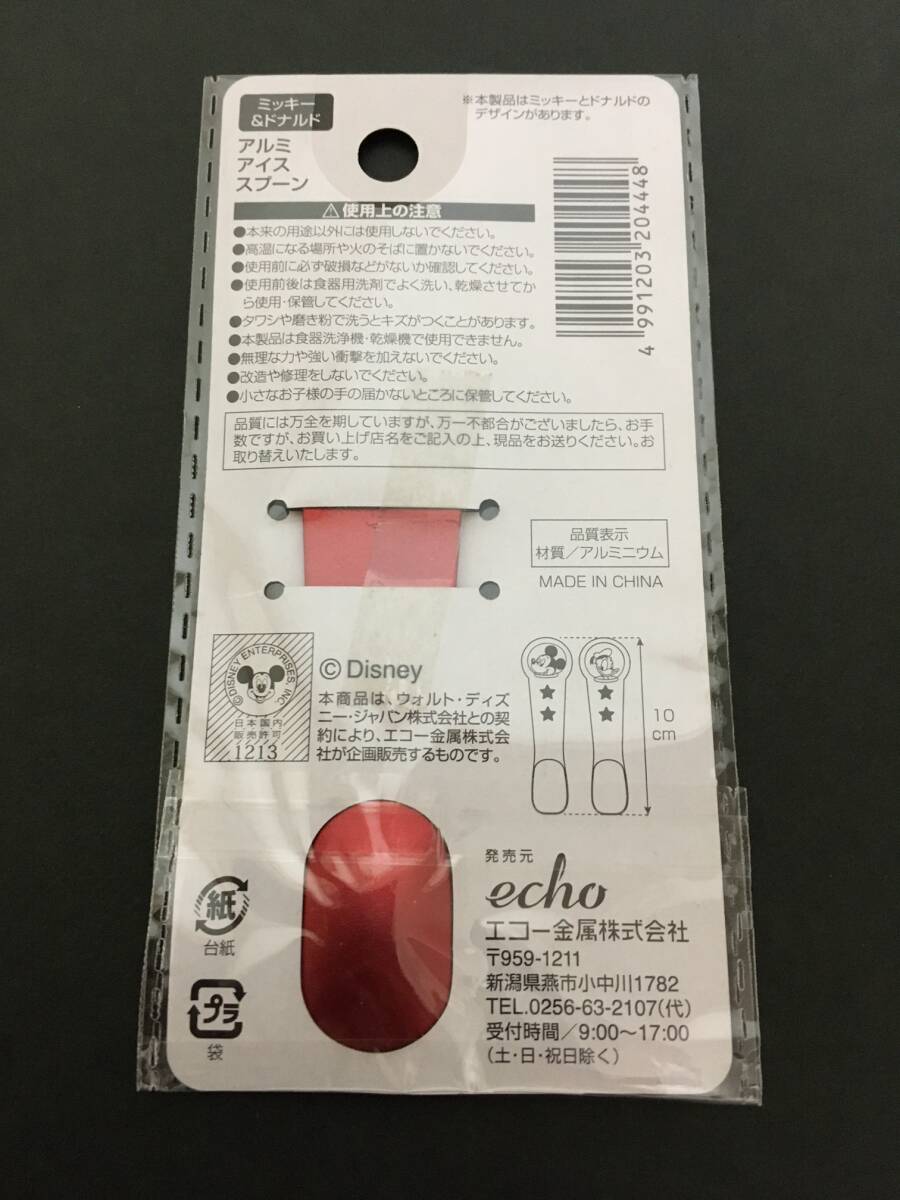 ミッキー
&ドナルド
アルミ
アイス
スプーン
※本製品はミッキーとドナルドの
デザインがあります。
4 991203 204448
⚠使用上の注意
●本来の用途以外には使用しないでください。
●高温になる場所や火のそばに置かないでください。
●使用前に必ず破損などがないか確認してください。
●使用前後は食器用洗剤でよく洗い、乾燥させてか
ら使用・保管してください。
●タワシや磨き粉で洗うとキズがつくことがあります。
●本製品は食器洗浄機・乾燥機で使用できません。
●無理な力や強い衝撃を加えないでください。
●改造や修理をしないでください。
●小さなお子様の手の届かないところに保管してください。
品質には万全を期していますが、万一不都合がございましたら、お手
数ですが、お買い上げ店名をご記入の上、現品をお送りください。お
取り替えいたします。
品質表示
材質/アルミニウム
MADE IN CHINA
©DISNEY ENTERPRISES, INC.
日本国内
販売許可
1213
© Disney
本商品は、ウォルト・ディズ
ニー・ジャパン株式会社との契
約により、エコー金属株式会
社が企画販売するものです。
10
cm
紙
台紙
プラ
袋
発売元
echo
エコー金属株式会社
〒959-1211
新潟県燕市小中川1782
TEL.0256-63-2107(代)
受付時間/9:00〜17:00
(土・日・祝日除く)